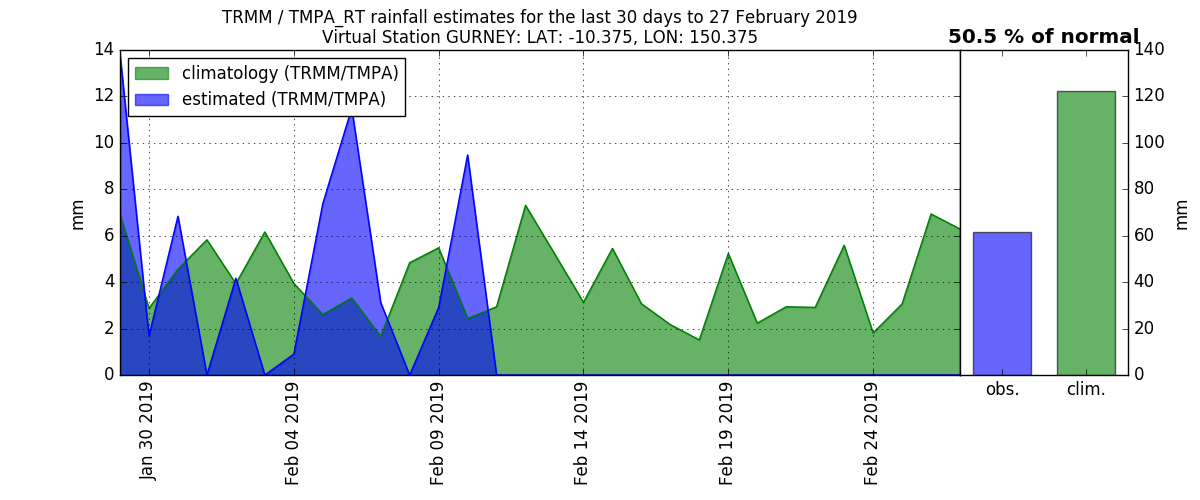 TRMM / TMPA_RT rainfall estimates for the last 30 days to 27 February 2019
Virtual Station GURNEY: LAT: -10.375, LON: 150.375
50.5 % of normal
climatology (TRMM/TMPA)
estimated (TRMM/TMPA)
14
12
10
8
6
4
2
0
mm
Jan 30 2019
Feb 04 2019
Feb 09 2019
Feb 14 2019
Feb 19 2019
Feb 24 2019
obs.
clim.
140
120
100
80
60
40
20
0
mm